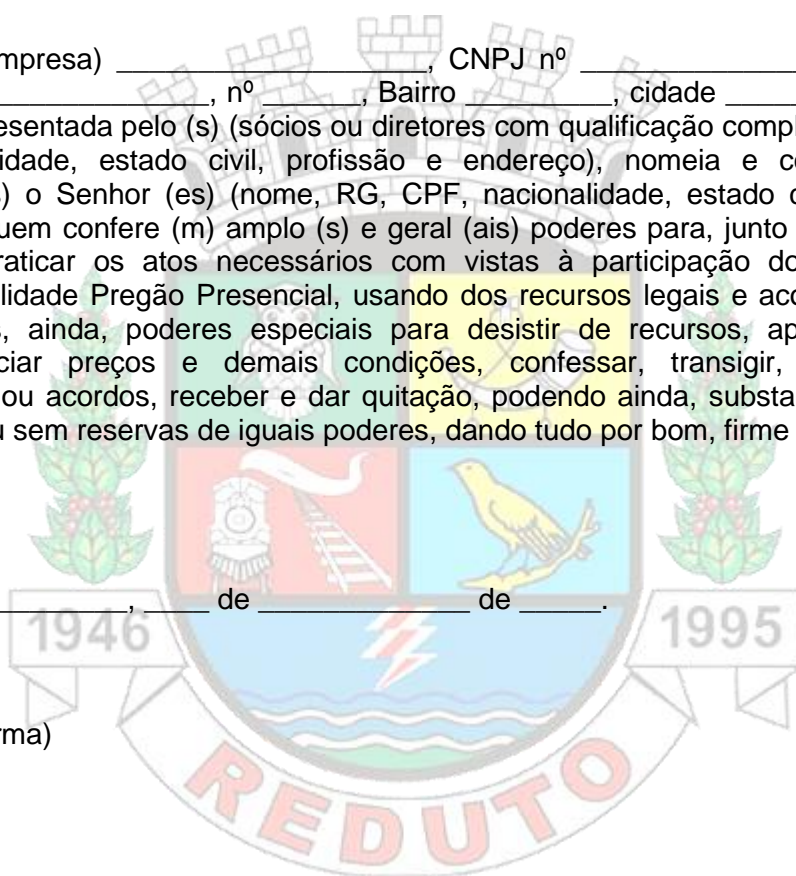 mpresa) _____________________, CNPJ nº _______________
______________, nº ______, Bairro _________, cidade _____
esentada pelo (s) (sócios ou diretores com qualificação compl
idade, estado civil, profissão e endereço), nomeia e c
) o Senhor (es) (nome, RG, CPF, nacionalidade, estado c
uem confere (m) amplo (s) e geral (ais) poderes para, junto
raticar os atos necessários com vistas à participação do
lidade Pregão Presencial, usando dos recursos legais e aco
s, ainda, poderes especiais para desistir de recursos, ap
ciar preços e demais condições, confessar, transigir,
ou acordos, receber e dar quitação, podendo ainda, substa
u sem reservas de iguais poderes, dando tudo por bom, firme
________, ____ de _____________ de _____.
1946 1995
rma)
REDUTO